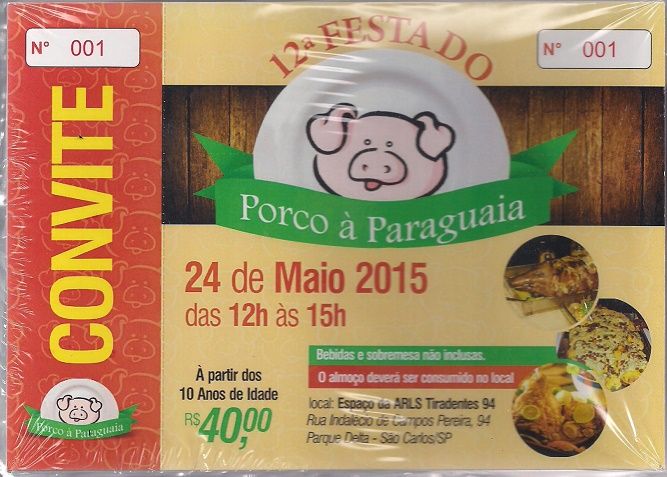 Nº 001
CONVITE
Porco à Paraguaia
12ª FESTA DO
Nº 001
Porco à Paraguaia
24 de Maio 2015
das 12h às 15h
Bebidas e sobremesa não inclusas.
O almoço deverá ser consumido no local
À partir dos
10 Anos de Idade
R$ 40,00
local: Espaço da ARLS Tiradentes 94
Rua Indalécio de Campos Pereira, 94
Parque Delta - São Carlos/SP